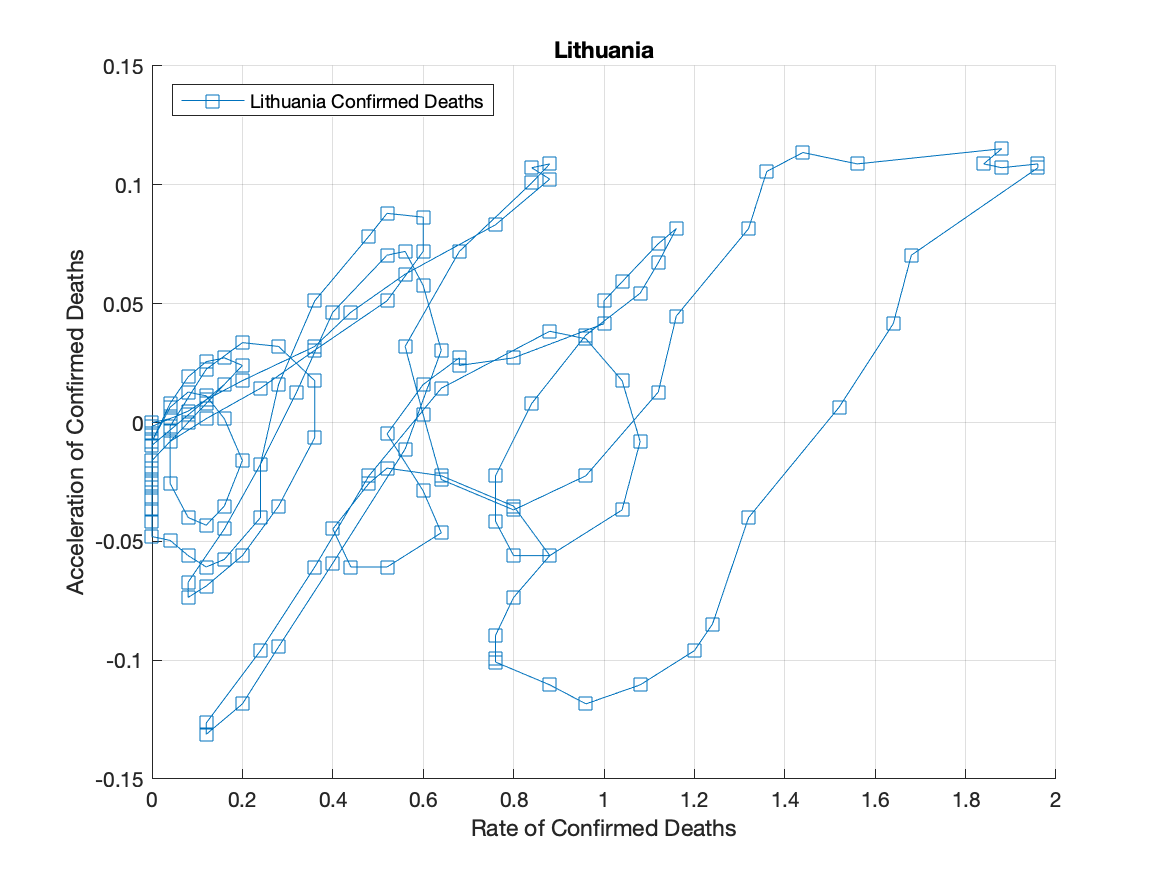 Lithuania
0.15
Lithuania Confirmed Deaths
0.1
0.05
0
-0.05
-0.1
-0.15
Acceleration of Confirmed Deaths
0 0.2 0.4 0.6 0.8 1 1.2 1.4 1.6 1.8 2
Rate of Confirmed Deaths